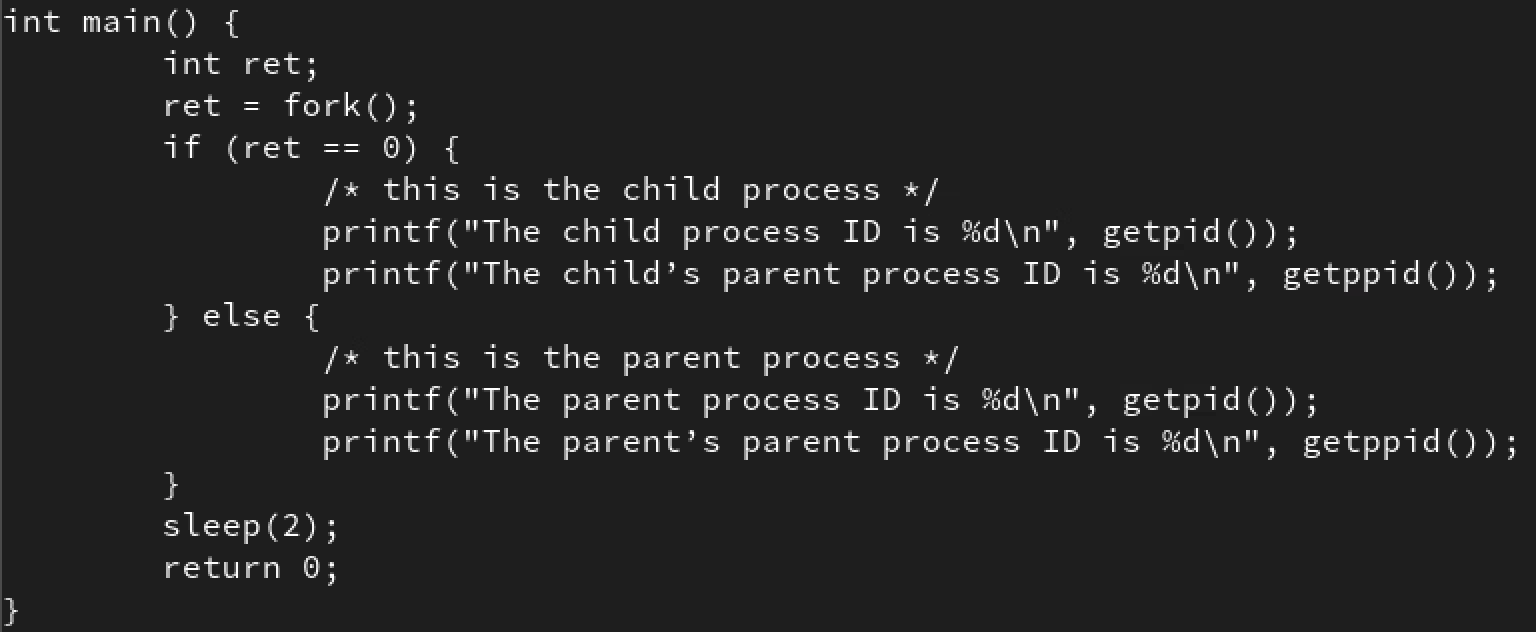 int main() {
        int ret;
        ret = fork();
        if (ret == 0) {
                /* this is the child process */
                printf("The child process ID is %d\n", getpid());
                printf("The child’s parent process ID is %d\n", getppid());
        } else {
                /* this is the parent process */
                printf("The parent process ID is %d\n", getpid());
                printf("The parent’s parent process ID is %d\n", getppid());
        }
        sleep(2);
        return 0;
}